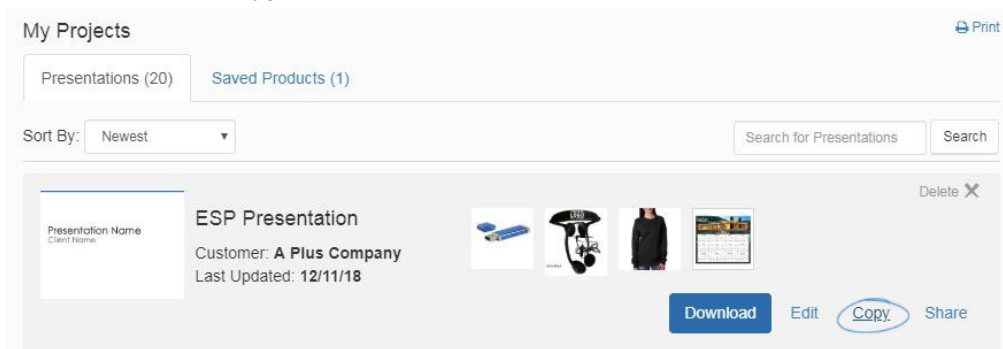 My Projects
Print
Presentations (20)
Saved Products (1)
Sort By: Newest
Search for Presentations
Search
Delete
Presentation Name
Client Name
ESP Presentation
Customer: A Plus Company
Last Updated: 12/11/18
Download
Edit
Copy
Share